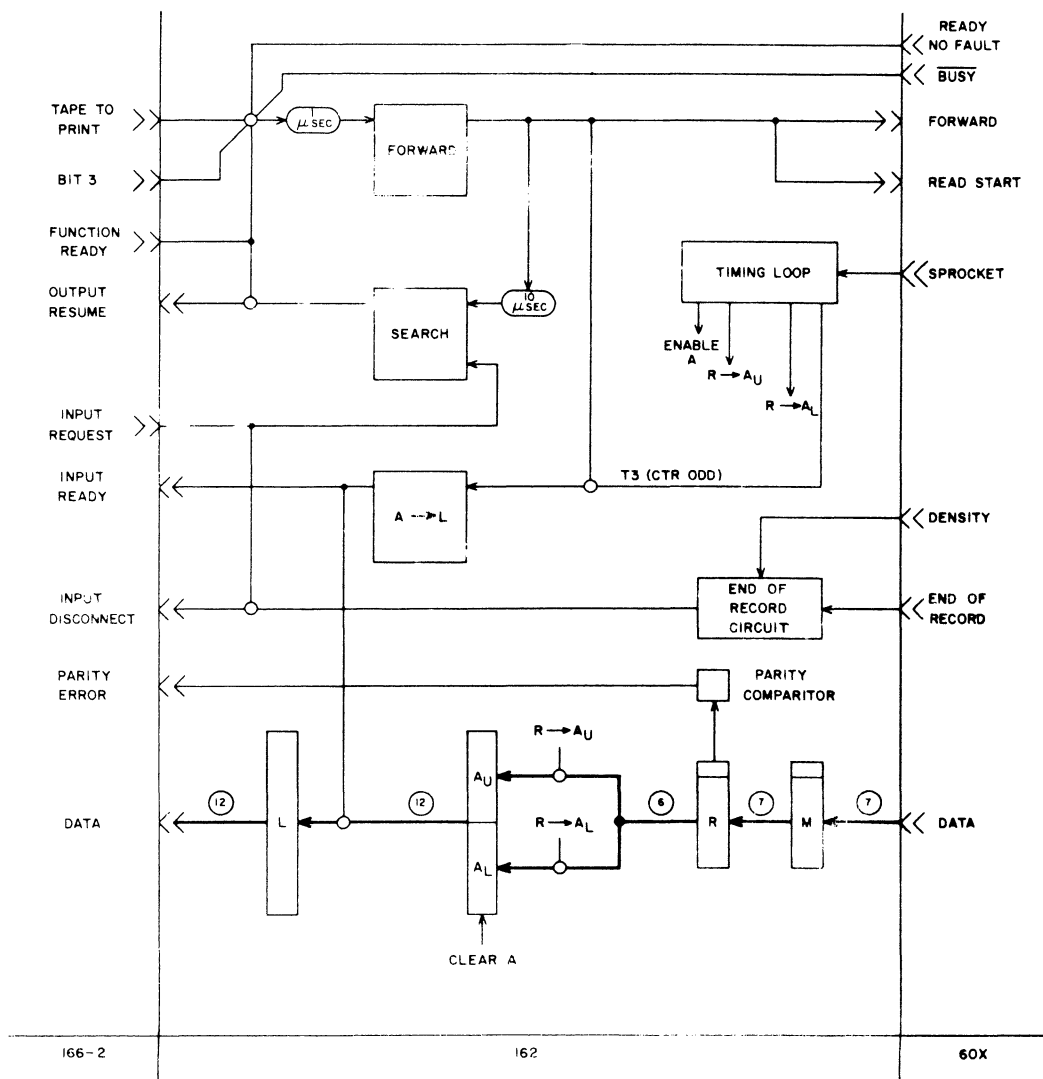 READY
NO FAULT
BUSY
TAPE TO
PRINT
1
μ SEC
FORWARD
FORWARD
BIT 3
READ START
FUNCTION
READY
TIMING LOOP
SPROCKET
OUTPUT
RESUME
10
μ SEC
SEARCH
ENABLE
A
R → AU
R → AL
INPUT
REQUEST
INPUT
READY
T3 (CTR ODD)
A → L
DENSITY
INPUT
DISCONNECT
END OF
RECORD
CIRCUIT
END OF
RECORD
PARITY
ERROR
PARITY
COMPARITOR
R → AU
AU
12
12
6
7
7
DATA
L
R → AL
R
M
DATA
AL
CLEAR A
166-2
162
60X